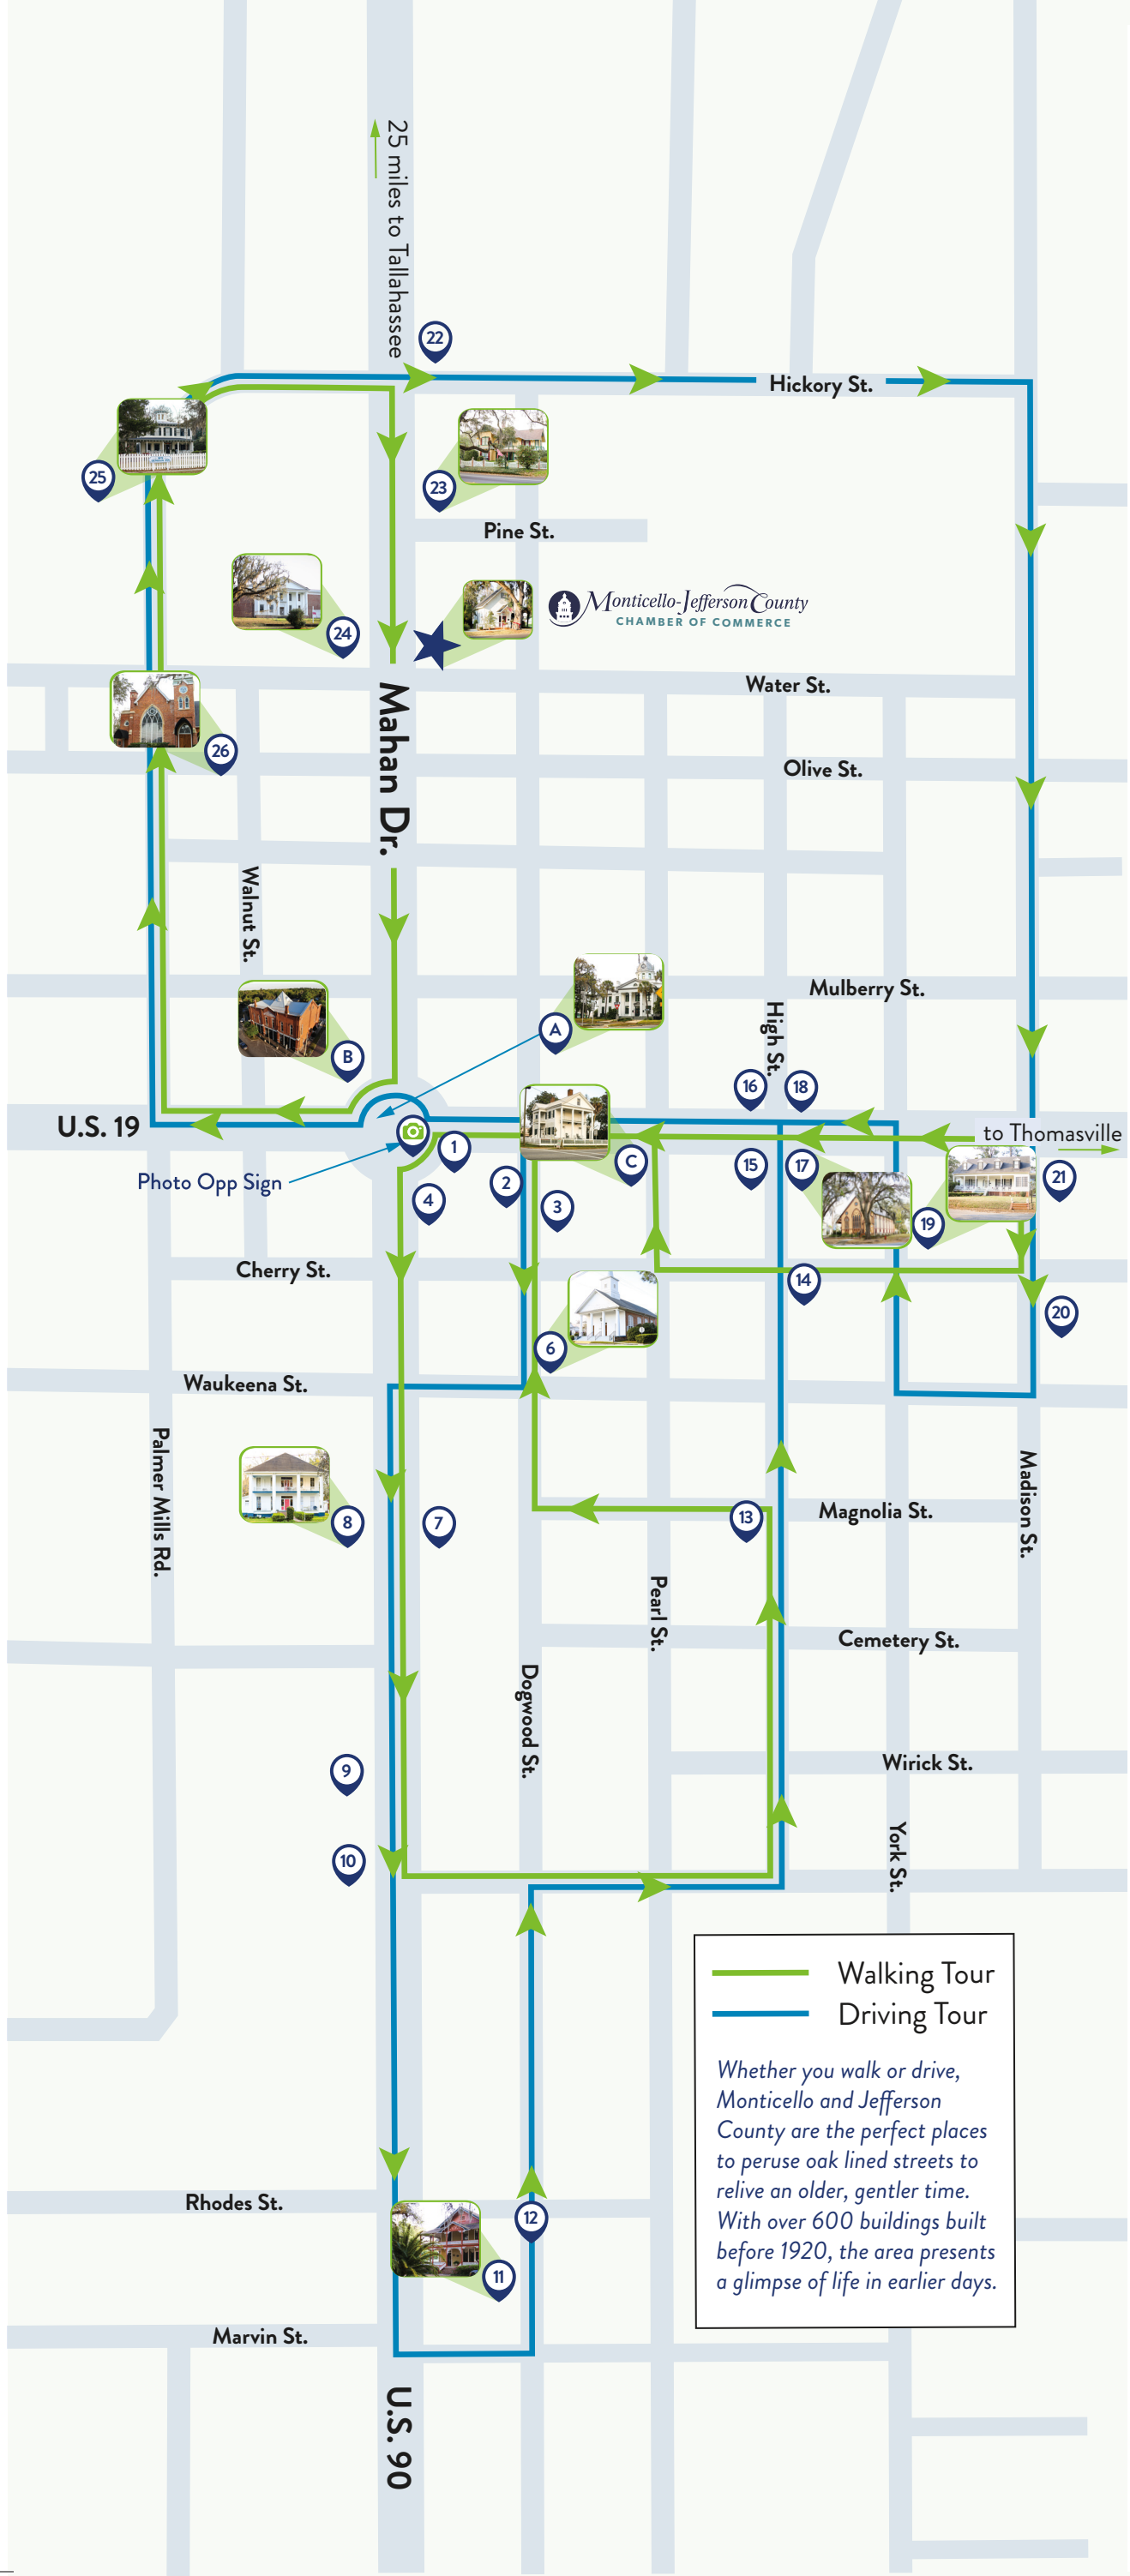 25 miles to Tallahassee
22
Hickory St.
25
23
Pine St.
24
Monticello-Jefferson County
CHAMBER OF COMMERCE
Water St.
Mahan Dr.
26
Olive St.
Walnut St.
Mulberry St.
High St.
A
B
16
18
U.S. 19
to Thomasville
1
C
15
17
21
Photo Opp Sign
2
4
3
19
Cherry St.
14
20
6
Waukeena St.
Palmer Mills Rd.
Madison St.
Magnolia St.
8
7
13
Pearl St.
Cemetery St.
Dogwood St.
Wirick St.
9
York St.
10
Walking Tour
Driving Tour
Whether you walk or drive,
Monticello and Jefferson
County are the perfect places
to peruse oak lined streets to
relive an older, gentler time.
With over 600 buildings built
before 1920, the area presents
a glimpse of life in earlier days.
Rhodes St.
12
11
Marvin St.
U.S. 90